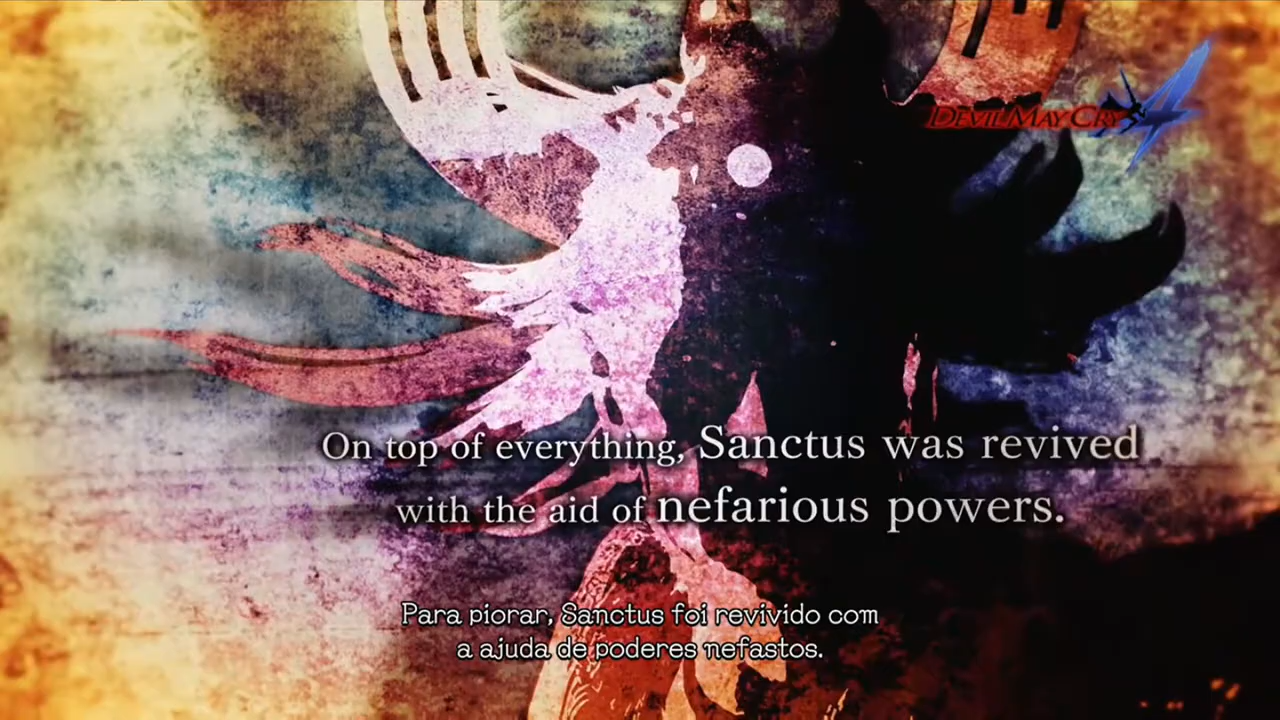 DEVIL MAY CRY 4
On top of everything, Sanctus was revived
with the aid of nefarious powers.
Para piorar, Sanctus foi revivido com
a ajuda de poderes nefastos.